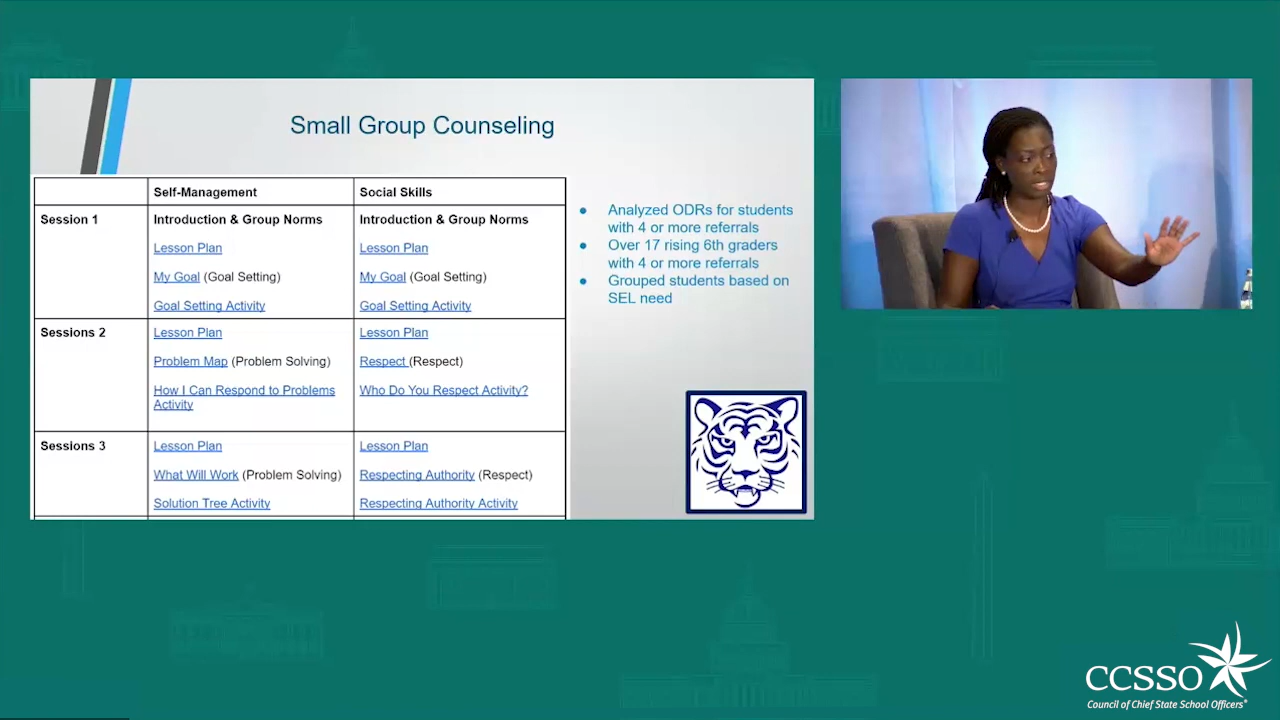 Small Group Counseling
Self-Management Social Skills
Session 1 Introduction & Group Norms Introduction & Group Norms
Lesson Plan Lesson Plan
My Goal (Goal Setting) My Goal (Goal Setting)
Goal Setting Activity Goal Setting Activity
Sessions 2 Lesson Plan Lesson Plan
Problem Map (Problem Solving) Respect (Respect)
How I Can Respond to Problems Who Do You Respect Activity?
Activity
Sessions 3 Lesson Plan Lesson Plan
What Will Work (Problem Solving) Respecting Authority (Respect)
Solution Tree Activity Respecting Authority Activity
● Analyzed ODRs for students
with 4 or more referrals
● Over 17 rising 6th graders
with 4 or more referrals
● Grouped students based on
SEL need
CCSSO
Council of Chief State School Officers®